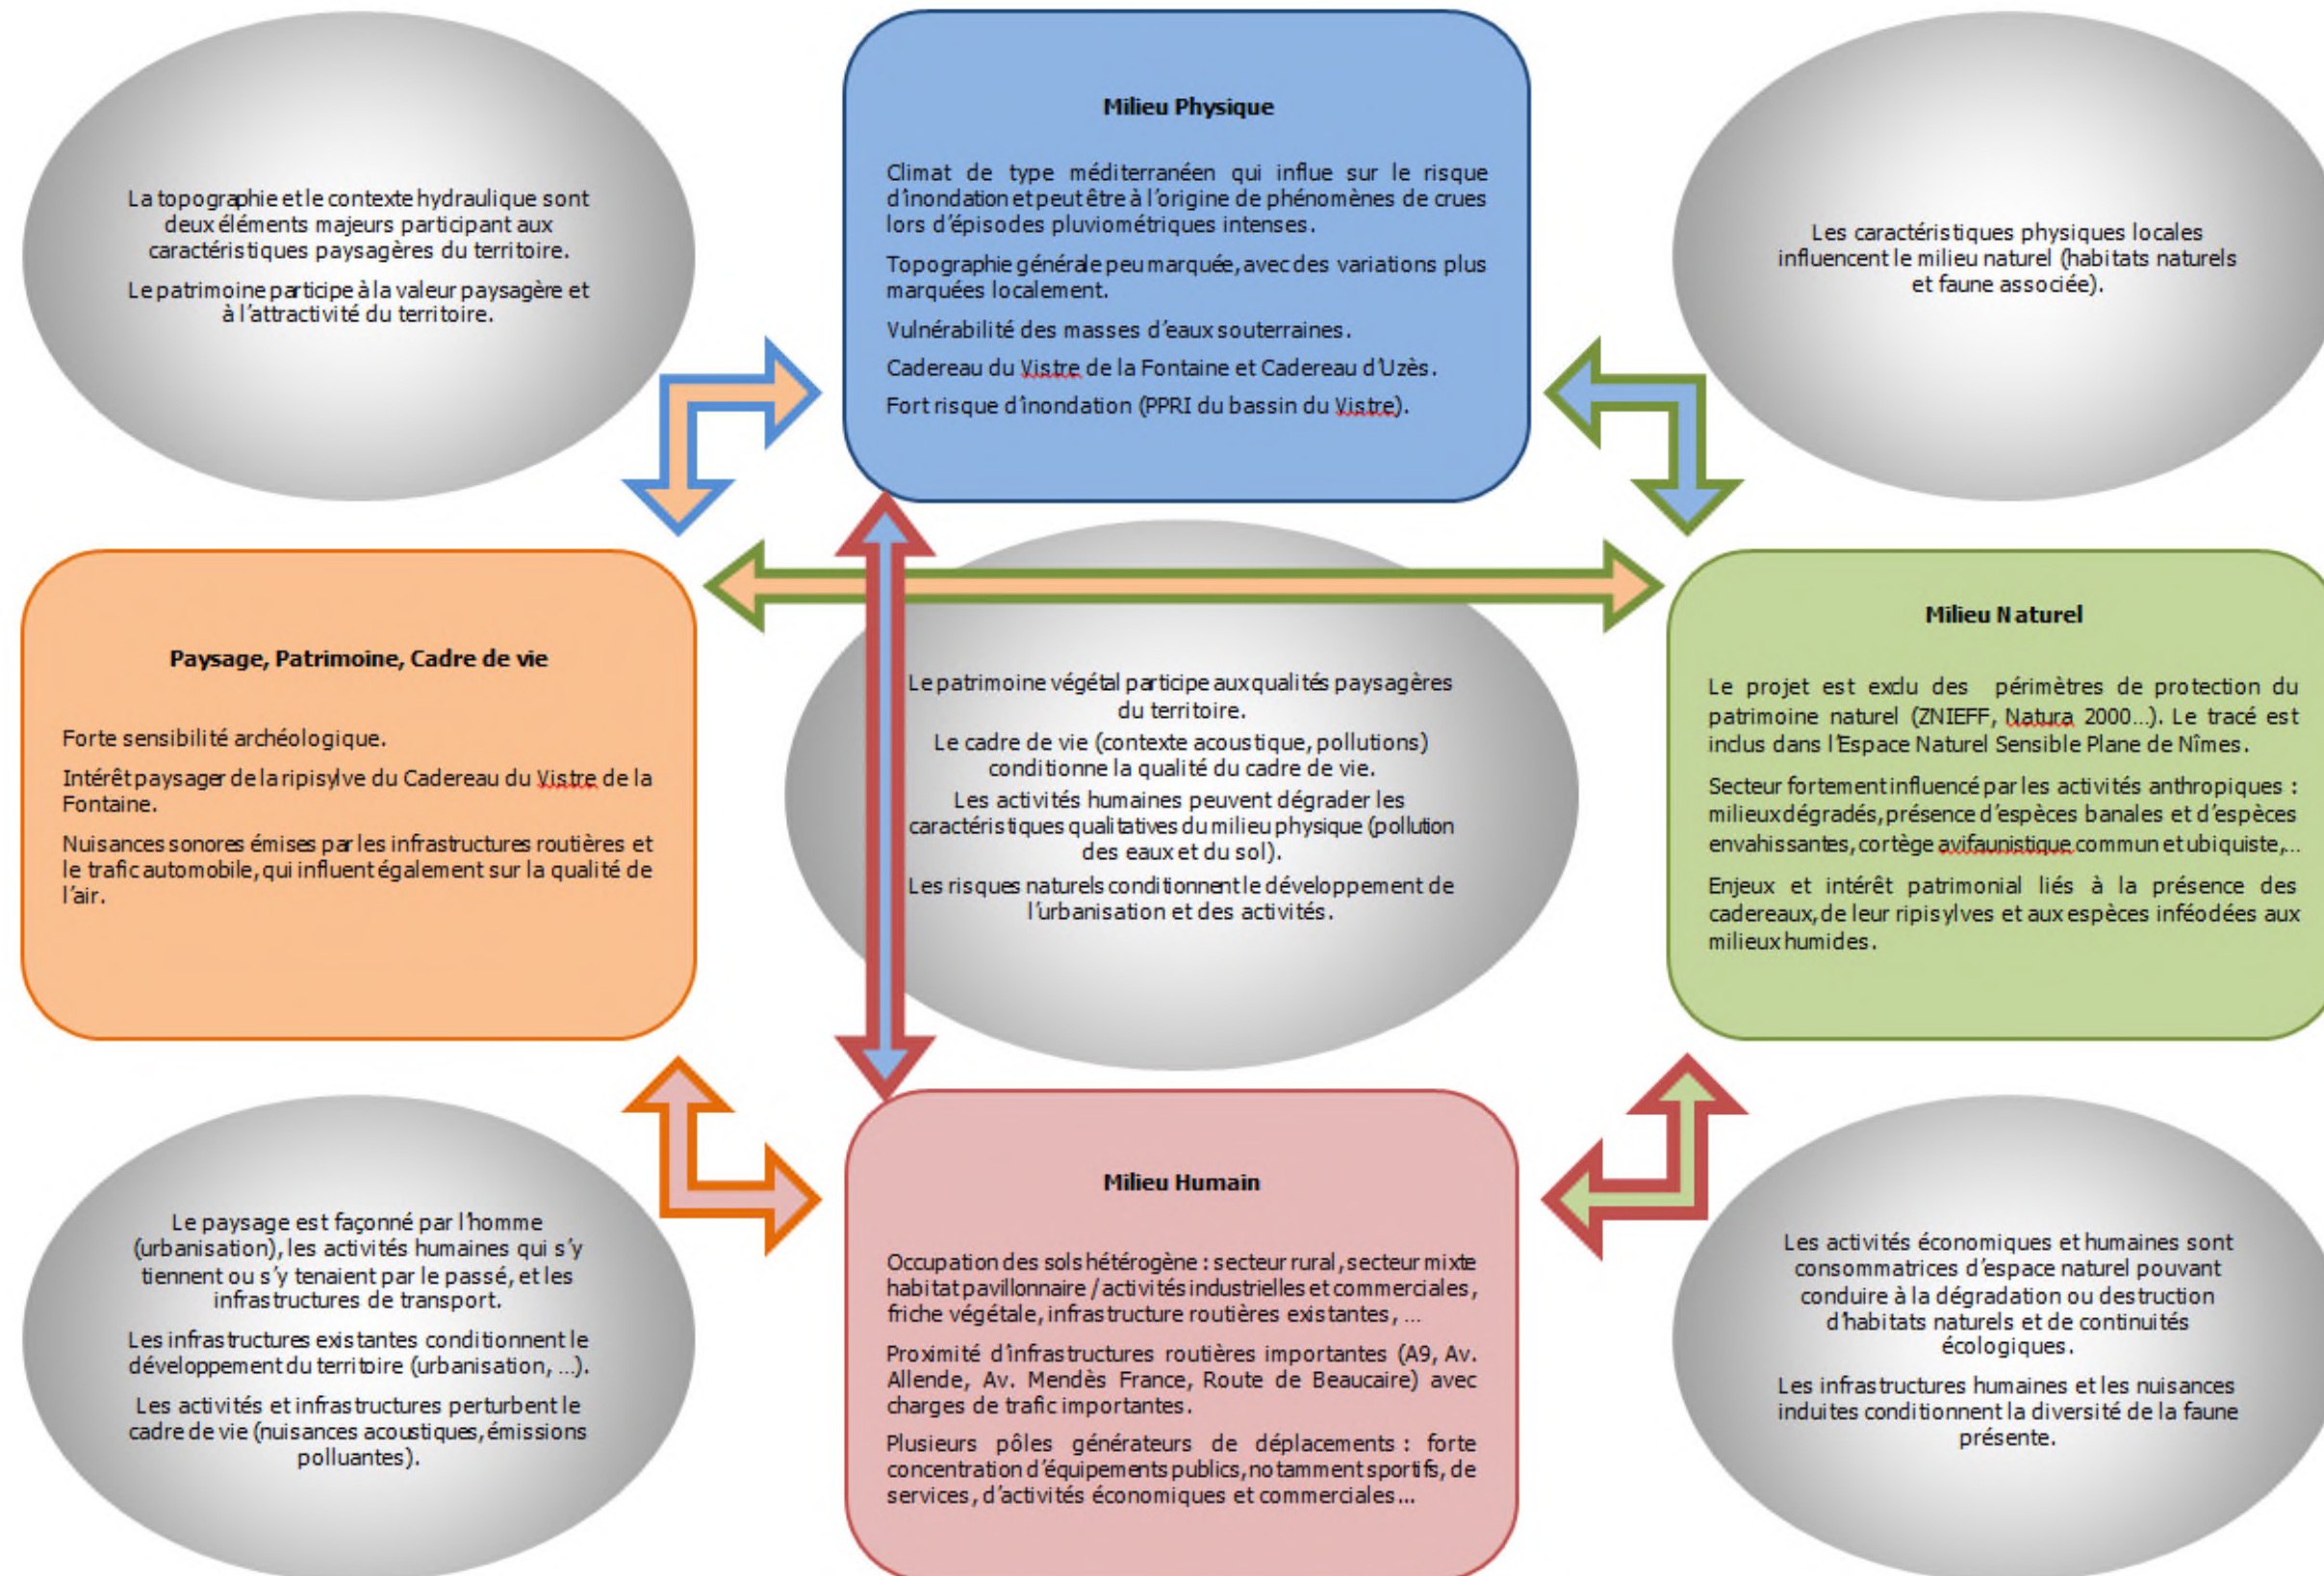 La topographie et le contexte hydraulique sont
deux éléments majeurs participant aux
caractéristiques paysagères du territoire.
Le patrimoine participe à la valeur paysagère et
à l'attractivité du territoire.
Milieu Physique
Climat de type méditerranéen qui influe sur le risque
d'inondation et peut être à l'origine de phénomènes de crues
lors d'épisodes pluviométriques intenses.
Topographie générale peu marquée, avec des variations plus
marquées localement.
Vulnérabilité des masses d'eaux souterraines.
Cadereau du Vistre de la Fontaine et Cadereau d'Uzès.
Fort risque d'inondation (PPRI du bassin du Vistre).
Les caractéristiques physiques locales
influencent le milieu naturel (habitats naturels
et faune associée).
Paysage, Patrimoine, Cadre de vie
Forte sensibilité archéologique.
Intérêt paysager de la ripisylve du Cadereau du Vistre de la
Fontaine.
Nuisances sonores émises par les infrastructures routières et
le trafic automobile, qui influent également sur la qualité de
l'air.
Le patrimoine végétal participe aux qualités paysagères
du territoire.
Le cadre de vie (contexte acoustique, pollutions)
conditionne la qualité du cadre de vie.
Les activités humaines peuvent dégrader les
caractéristiques qualitatives du milieu physique (pollution
des eaux et du sol).
Les risques naturels conditionnent le développement de
l'urbanisation et des activités.
Milieu Naturel
Le projet est exclu des périmètres de protection du
patrimoine naturel (ZNIEFF, Natura 2000...). Le tracé est
inclus dans l'Espace Naturel Sensible Plane de Nîmes.
Secteur fortement influencé par les activités anthropiques :
milieux dégradés, présence d'espèces banales et d'espèces
envahissantes, cortège avifaunistique commun et ubiquiste,...
Enjeux et intérêt patrimonial liés à la présence des
cadereaux, de leur ripisylves et aux espèces inféodées aux
milieux humides.
Le paysage est façonné par l'homme
(urbanisation), les activités humaines qui s'y
tiennent ou s'y tenaient par le passé, et les
infrastructures de transport.
Les infrastructures existantes conditionnent le
développement du territoire (urbanisation, ...).
Les activités et infrastructures perturbent le
cadre de vie (nuisances acoustiques, émissions
polluantes).
Milieu Humain
Occupation des sols hétérogène : secteur rural, secteur mixte
habitat pavillonnaire / activités industrielles et commerciales,
friche végétale, infrastructure routières existantes, ...
Proximité d'infrastructures routières importantes (A9, Av.
Allende, Av. Mendès France, Route de Beaucaire) avec
charges de trafic importantes.
Plusieurs pôles générateurs de déplacements : forte
concentration d'équipements publics, notamment sportifs, de
services, d'activités économiques et commerciales...
Les activités économiques et humaines sont
consommatrices d'espace naturel pouvant
conduire à la dégradation ou destruction
d'habitats naturels et de continuités
écologiques.
Les infrastructures humaines et les nuisances
induites conditionnent la diversité de la faune
présente.